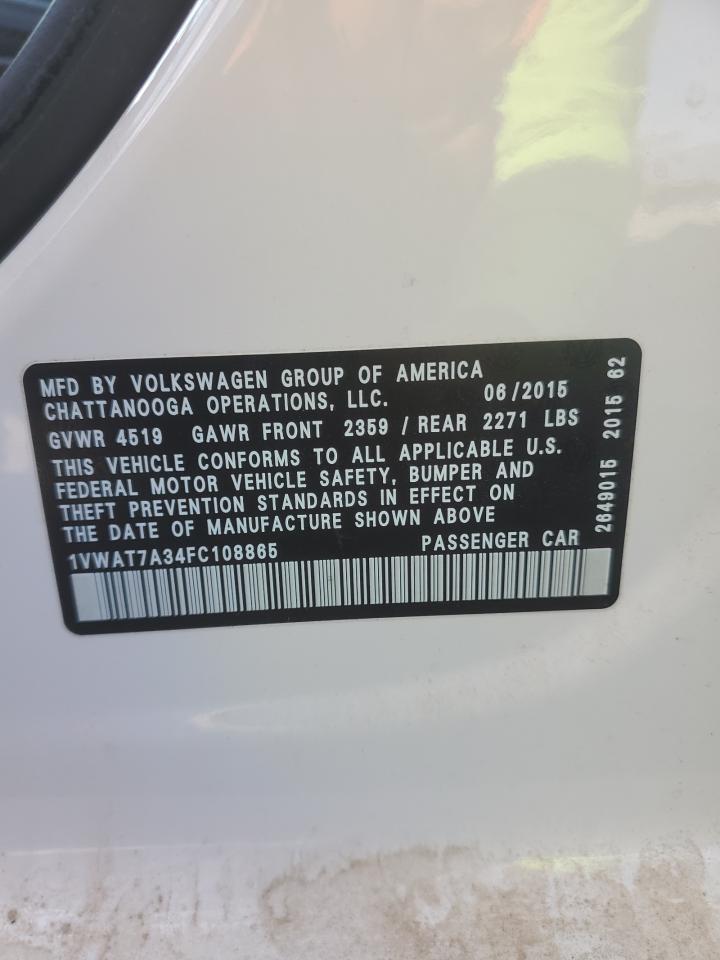 MFD BY VOLKSWAGEN GROUP OF AMERICA
CHATTANOOGA OPERATIONS, LLC. 06/2015
GVWR 4519 GAWR FRONT 2359 / REAR 2271 LBS
THIS VEHICLE CONFORMS TO ALL APPLICABLE U.S.
FEDERAL MOTOR VEHICLE SAFETY, BUMPER AND
THEFT PREVENTION STANDARDS IN EFFECT ON
THE DATE OF MANUFACTURE SHOWN ABOVE
1VWAT7A34FC108865 PASSENGER CAR
2649015 2015 62